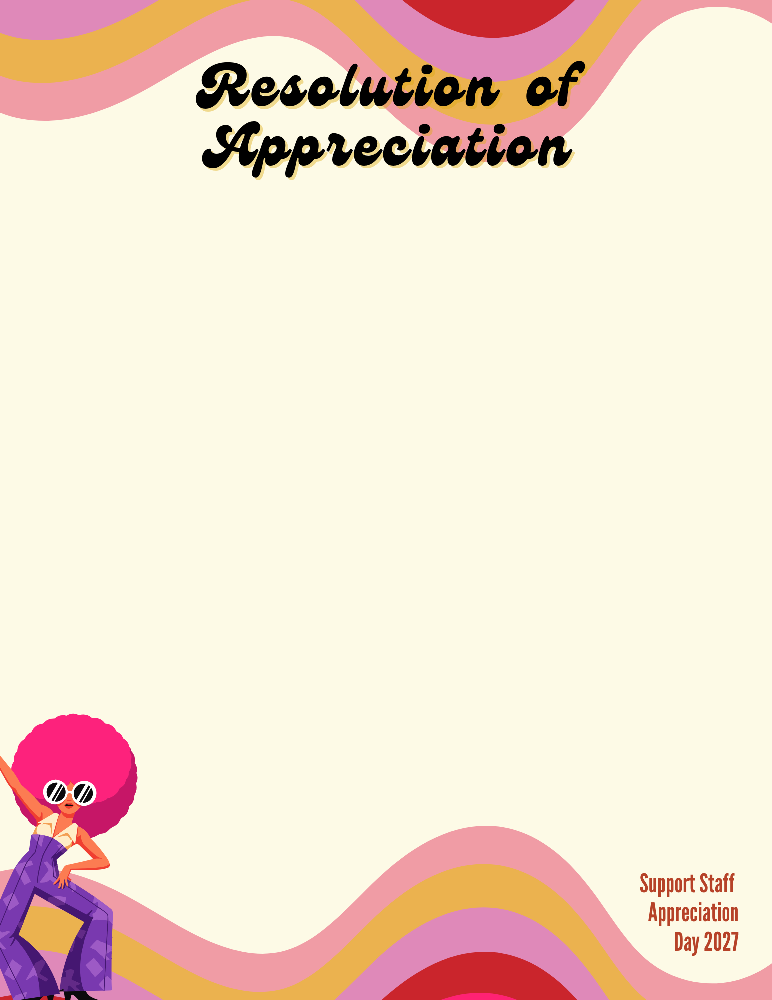 Resolution of
Appreciation
Support Staff
Appreciation
Day 2027